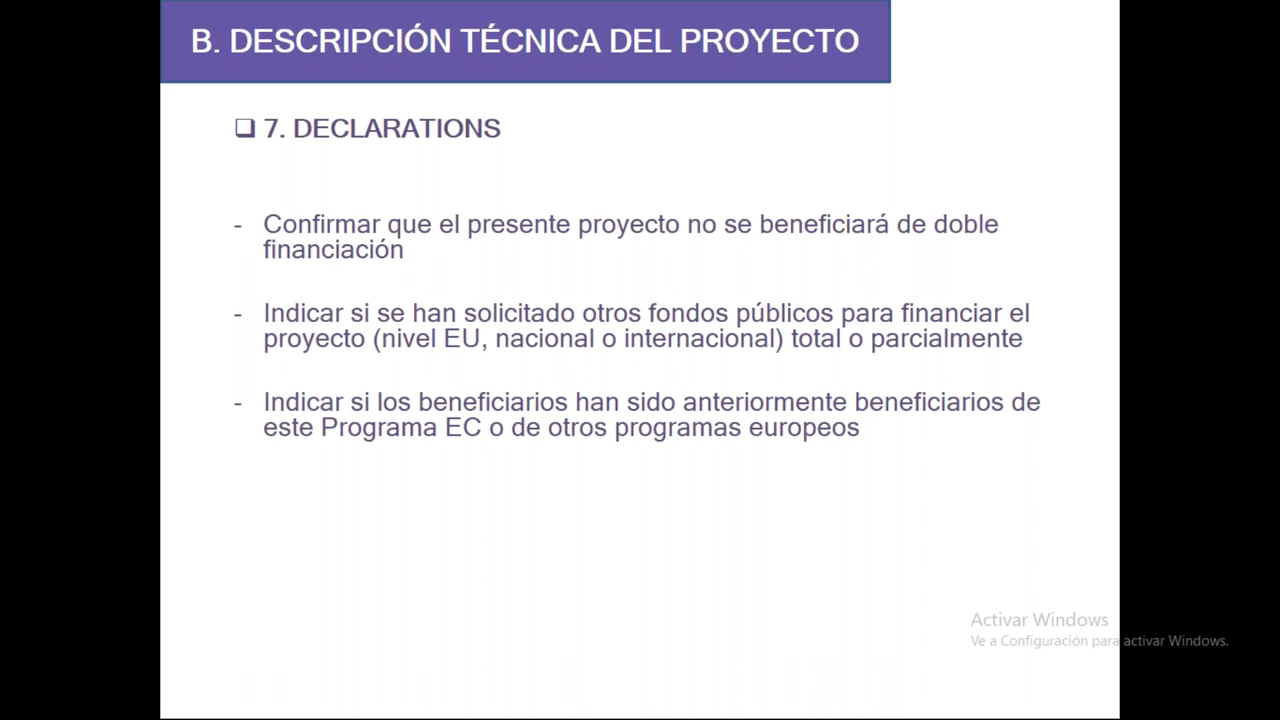 B. DESCRIPCIÓN TÉCNICA DEL PROYECTO
❑ 7. DECLARATIONS
- Confirmar que el presente proyecto no se beneficiará de doble
financiación
- Indicar si se han solicitado otros fondos públicos para financiar el
proyecto (nivel EU, nacional o internacional) total o parcialmente
- Indicar si los beneficiarios han sido anteriormente beneficiarios de
este Programa EC o de otros programas europeos
Activar Windows
Ve a Configuración para activar Windows.